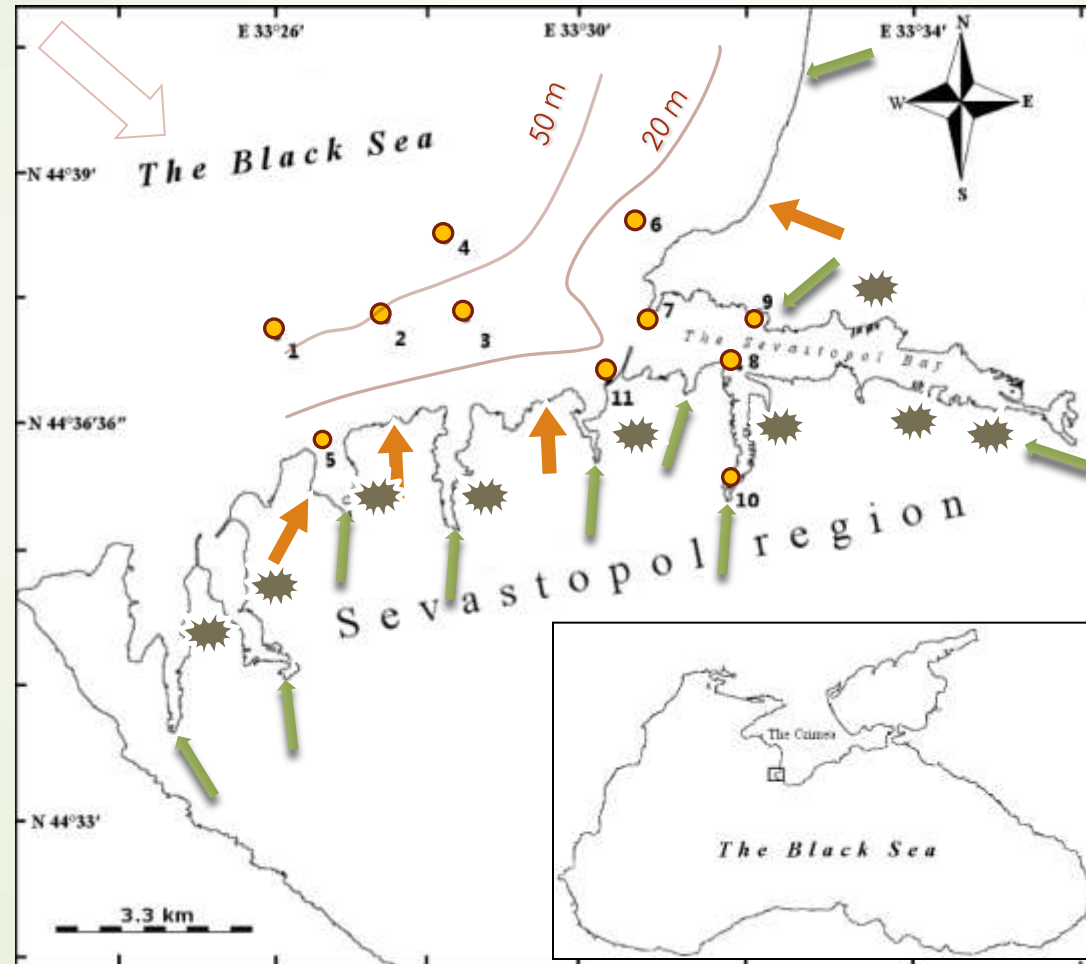 E 33°26'
E 33°30'
E 33°34'
N
W
E
S
50 m
20 m
The Black Sea
N 44°39'
6
4
7
9
1
2
3
The Sevastopol Bay
8
11
N 44°36'36"
5
10
Sevastopol region
The Crimea
The Black Sea
N 44°33'
3.3 km